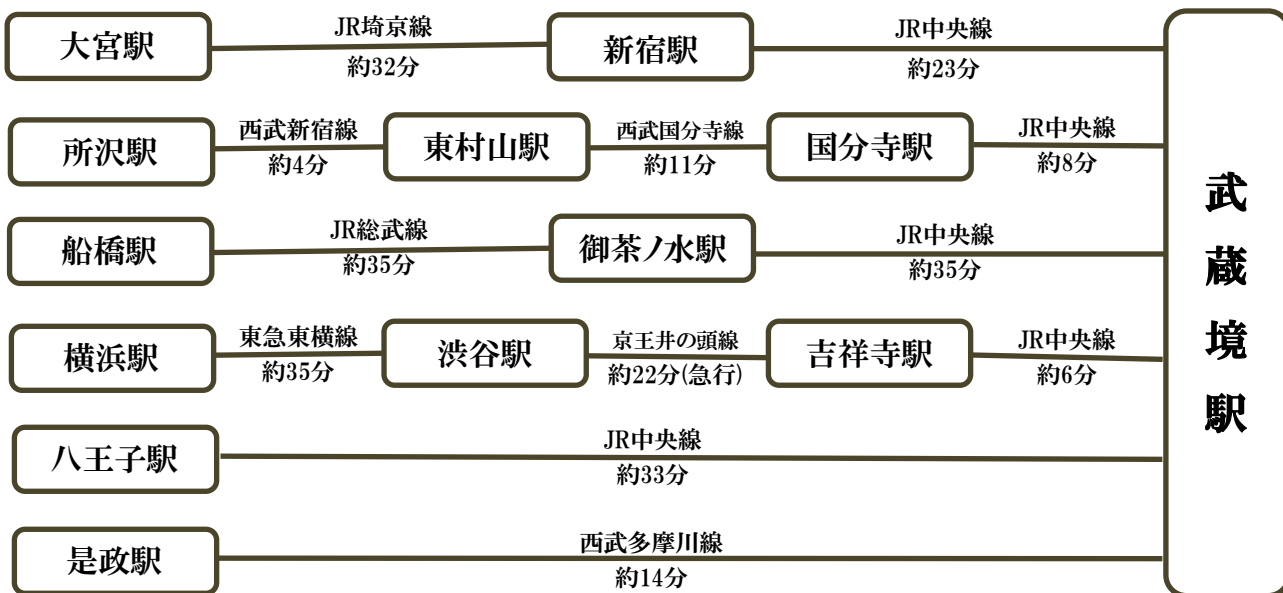 大宮駅
JR埼京線
約32分
新宿駅
JR中央線
約23分
所沢駅
西武新宿線
約4分
東村山駅
西武国分寺線
約11分
国分寺駅
JR中央線
約8分
船橋駅
JR総武線
約35分
御茶ノ水駅
JR中央線
約35分
横浜駅
東急東横線
約35分
渋谷駅
京王井の頭線
約22分(急行)
吉祥寺駅
JR中央線
約6分
八王子駅
JR中央線
約33分
是政駅
西武多摩川線
約14分
武蔵境駅